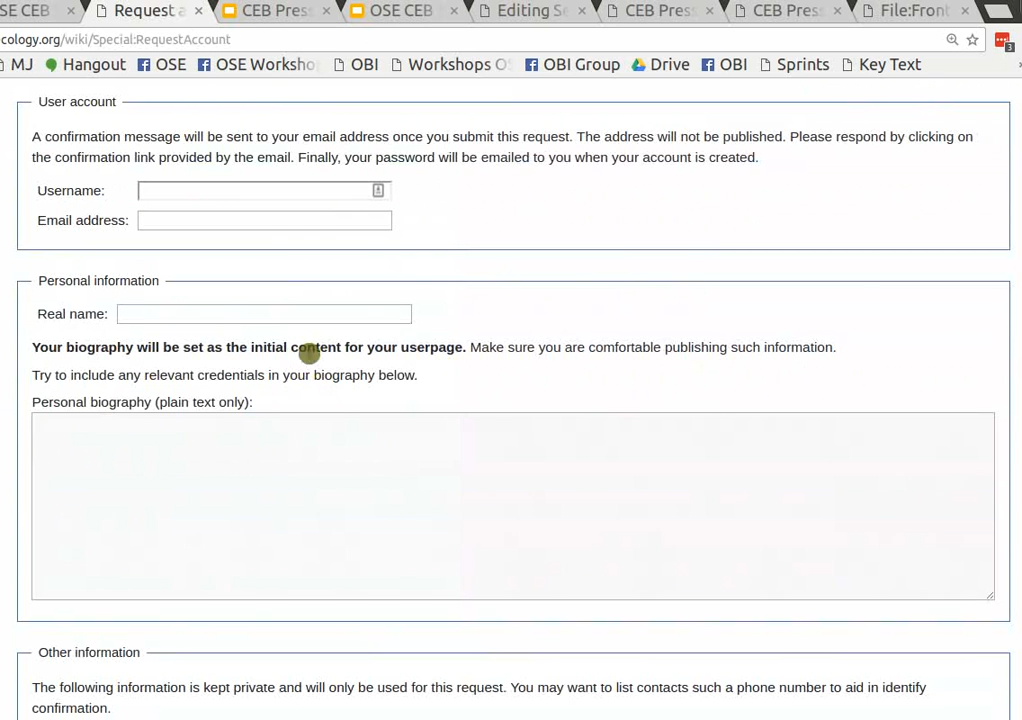 SE CEB × Request a × CEB Pres × OSE CEB × Editing Se × CEB Pres × CEB Pres × File:Front ×
cology.org/wiki/Special:RequestAccount
3
MJ Hangout OSE OSE Worksho OBI Workshops OS OBI Group Drive OBI Sprints Key Text »
User account
A confirmation message will be sent to your email address once you submit this request. The address will not be published. Please respond by clicking on
the confirmation link provided by the email. Finally, your password will be emailed to you when your account is created.
Username:
Email address:
Personal information
Real name:
Your biography will be set as the initial content for your userpage. Make sure you are comfortable publishing such information.
Try to include any relevant credentials in your biography below.
Personal biography (plain text only):
Other information
The following information is kept private and will only be used for this request. You may want to list contacts such a phone number to aid in identify
confirmation.